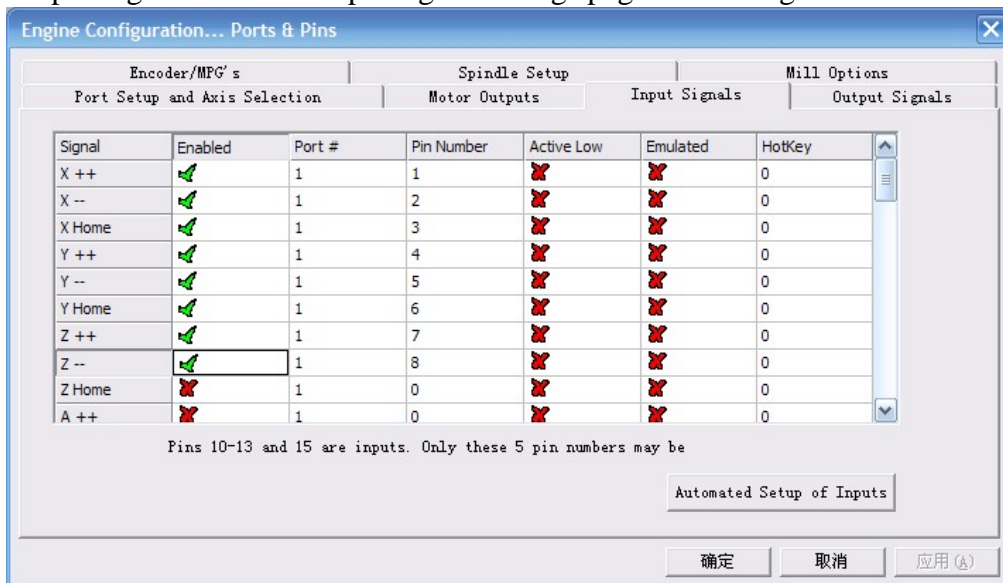 Engine Configuration... Ports & Pins
Encoder/MPG's Spindle Setup Mill Options
Port Setup and Axis Selection Motor Outputs Input Signals Output Signals
Signal Enabled Port # Pin Number Active Low Emulated HotKey
X ++ 1 1 0
X -- 1 2 0
X Home 1 3 0
Y ++ 1 4 0
Y -- 1 5 0
Y Home 1 6 0
Z ++ 1 7 0
Z -- 1 8 0
Z Home 1 0 0
A ++ 1 0 0
Pins 10-13 and 15 are inputs. Only these 5 pin numbers may be
Automated Setup of Inputs
确定 取消 应用(A)